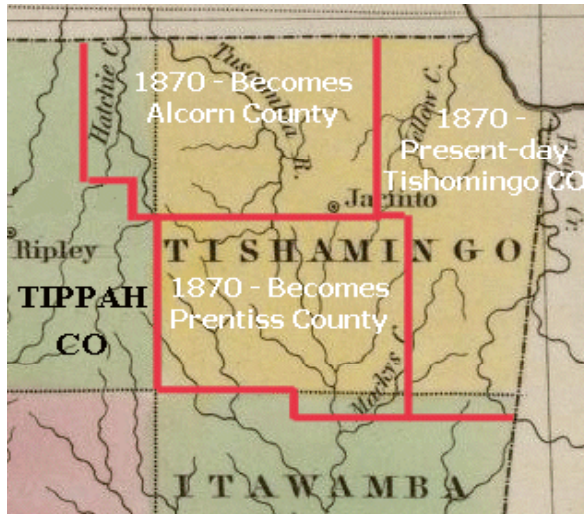 Hatchie C.
Tuscumbia R.
1870 - Becomes
Alcorn County
Yellow C.
1870 -
Present-day
Tishomingo CO
Jacinto
Ripley
TISHAMINGO
TIPPAH
CO
1870 - Becomes
Prentiss County
Mackys C.
ITAWAMBA